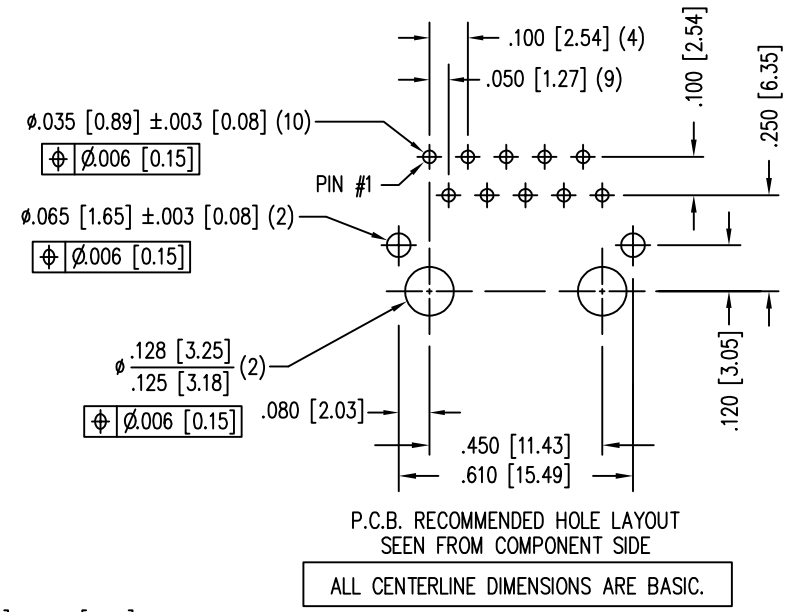 .100 [2.54] (4)
.050 [1.27] (9)
.100 [2.54]
.250 [6.35]
ø.035 [0.89] ±.003 [0.08] (10)
⌖ Ø.006 [0.15]
PIN #1
ø.065 [1.65] ±.003 [0.08] (2)
⌖ Ø.006 [0.15]
ø .128 [3.25]
.125 [3.18] (2)
⌖ Ø.006 [0.15]
.080 [2.03]
.120 [3.05]
.450 [11.43]
.610 [15.49]
P.C.B. RECOMMENDED HOLE LAYOUT
SEEN FROM COMPONENT SIDE
ALL CENTERLINE DIMENSIONS ARE BASIC.